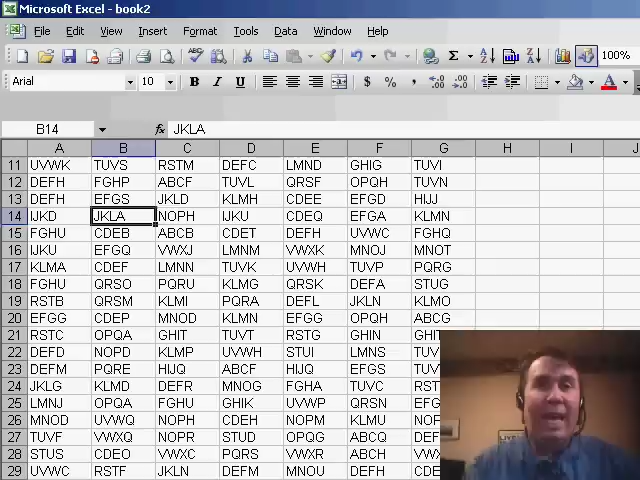 Microsoft Excel - book2
File Edit View Insert Format Tools Data Window Help
100%
Arial 10 B I U $ %
B14 fx JKLA
A B C D E F G H I J
11 UVWK TUVS RSTM DEFC LMND GHIG TUVI
12 DEFH FGHP ABCF TUVL QRSF OPQH TUVN
13 DEFH EFGS JKLD KLMH CDEE EFGD HIJJ
14 IJKD JKLA NOPH IJKU CDEQ EFGA KLMN
15 FGHU CDEB ABCB CDET DEFH UVWC FGHQ
16 IJKU EFGQ VWXJ LMNM VWXK MNOJ MNOT
17 KLMA CDEF LMNN TUVK UVWH TUVP PQRG
18 FGHU QRSO PQRU KLMG QRSK DEFA STUG
19 RSTB QRSM KLMI PQRA DEFL JKLN KLMO
20 EFGG CDEP MNOD KLMN EFGG OPQH ABCG
21 RSTC OPQA GHIT TUVT RSTG GHIN GHIH
22 DEFD NOPD KLMP UVWH STUI LMNS
23 DEFM PQRE HIJQ ABCF HIJQ EFGS
24 JKLG KLMD DEFR MNOG FGHA TUVC
25 LMNJ OPQA FGHU GHIK UVWP QRSN
26 MNOD UVWQ NOPH CDEH NOPM KLMU
27 TUVF VWXQ NOPR STUD OPQG ABCQ
28 STUS CDEO VWXC PQRS VWXR ABCH
29 UVWC RSTF JKLN DEFM MNOU DEFH